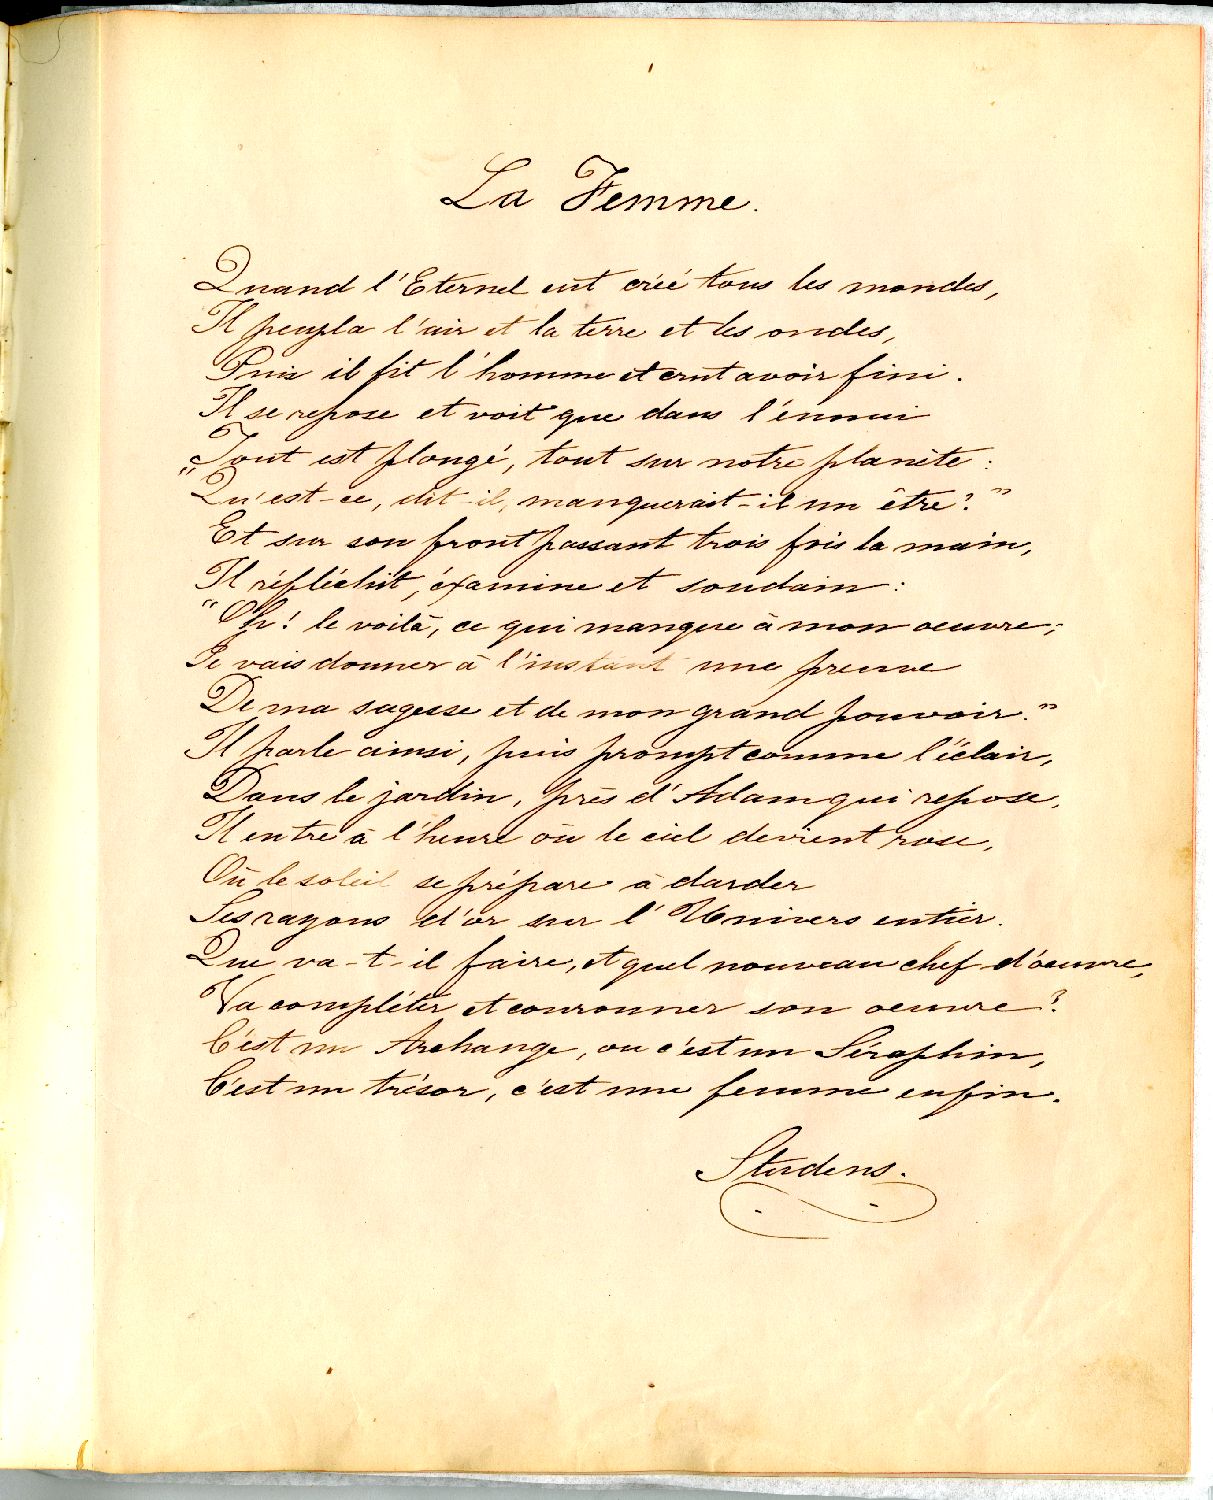 La Femme.
Quand l'Eternel eut créé tous les mondes,
Il peupla l'air et la terre et les ondes,
Puis il fit l'homme et crut avoir fini.
Il se repose et voit que dans l'ennui
Tout est plongé, tout sur notre planète :
"Qu'est-ce, dit-il, manquerait-il un être?"
Et sur son front passant trois fois la main,
Il réfléchit, éxamine et soudain :
"Oh! le voilà, ce qui manque à mon oeuvre;
Je vais donner à l'instant une preuve
De ma sagesse et de mon grand pouvoir."
Il parle ainsi, puis prompt comme l'éclair,
Dans le jardin, près d'Adam qui repose,
Il entre à l'heure où le ciel devient rose,
Où le soleil se prépare à darder
Ses rayons d'or sur l'Univers entier.
Que va-t-il faire, et quel nouveau chef-d'oeuvre,
Va compléter et couronner son oeuvre?
C'est un Archange, ou c'est un Séraphin,
C'est un trésor, c'est une femme enfin.
Studens.